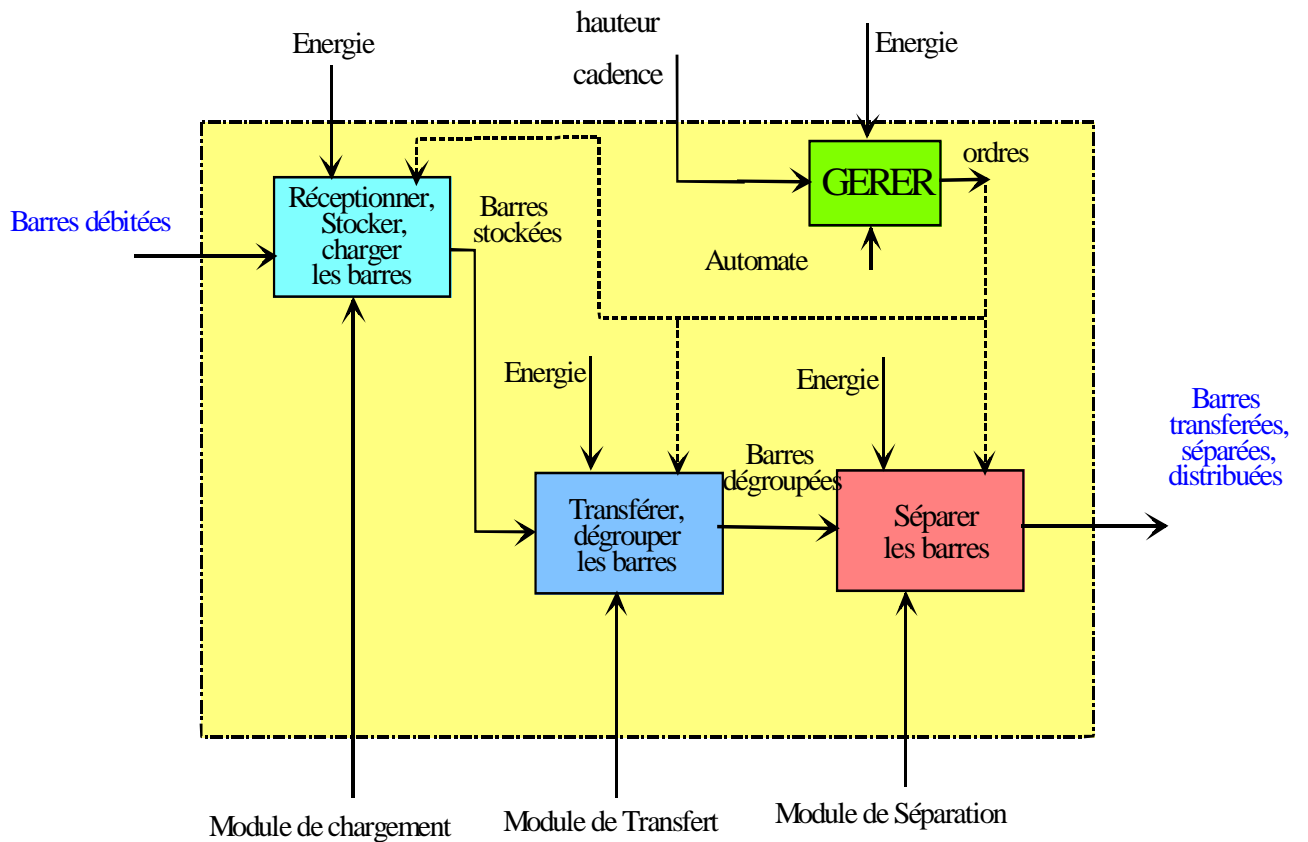 hauteur
Energie
Energie
cadence
ordres
GERER
Réceptionner,
Stocker,
charger
les barres
Barres
stockées
Barres débitées
Automate
Energie
Energie
Barres
transferées,
séparées,
distribuées
Barres
dégroupées
Transférer,
dégrouper
les barres
Séparer
les barres
Module de chargement
Module de Transfert
Module de Séparation